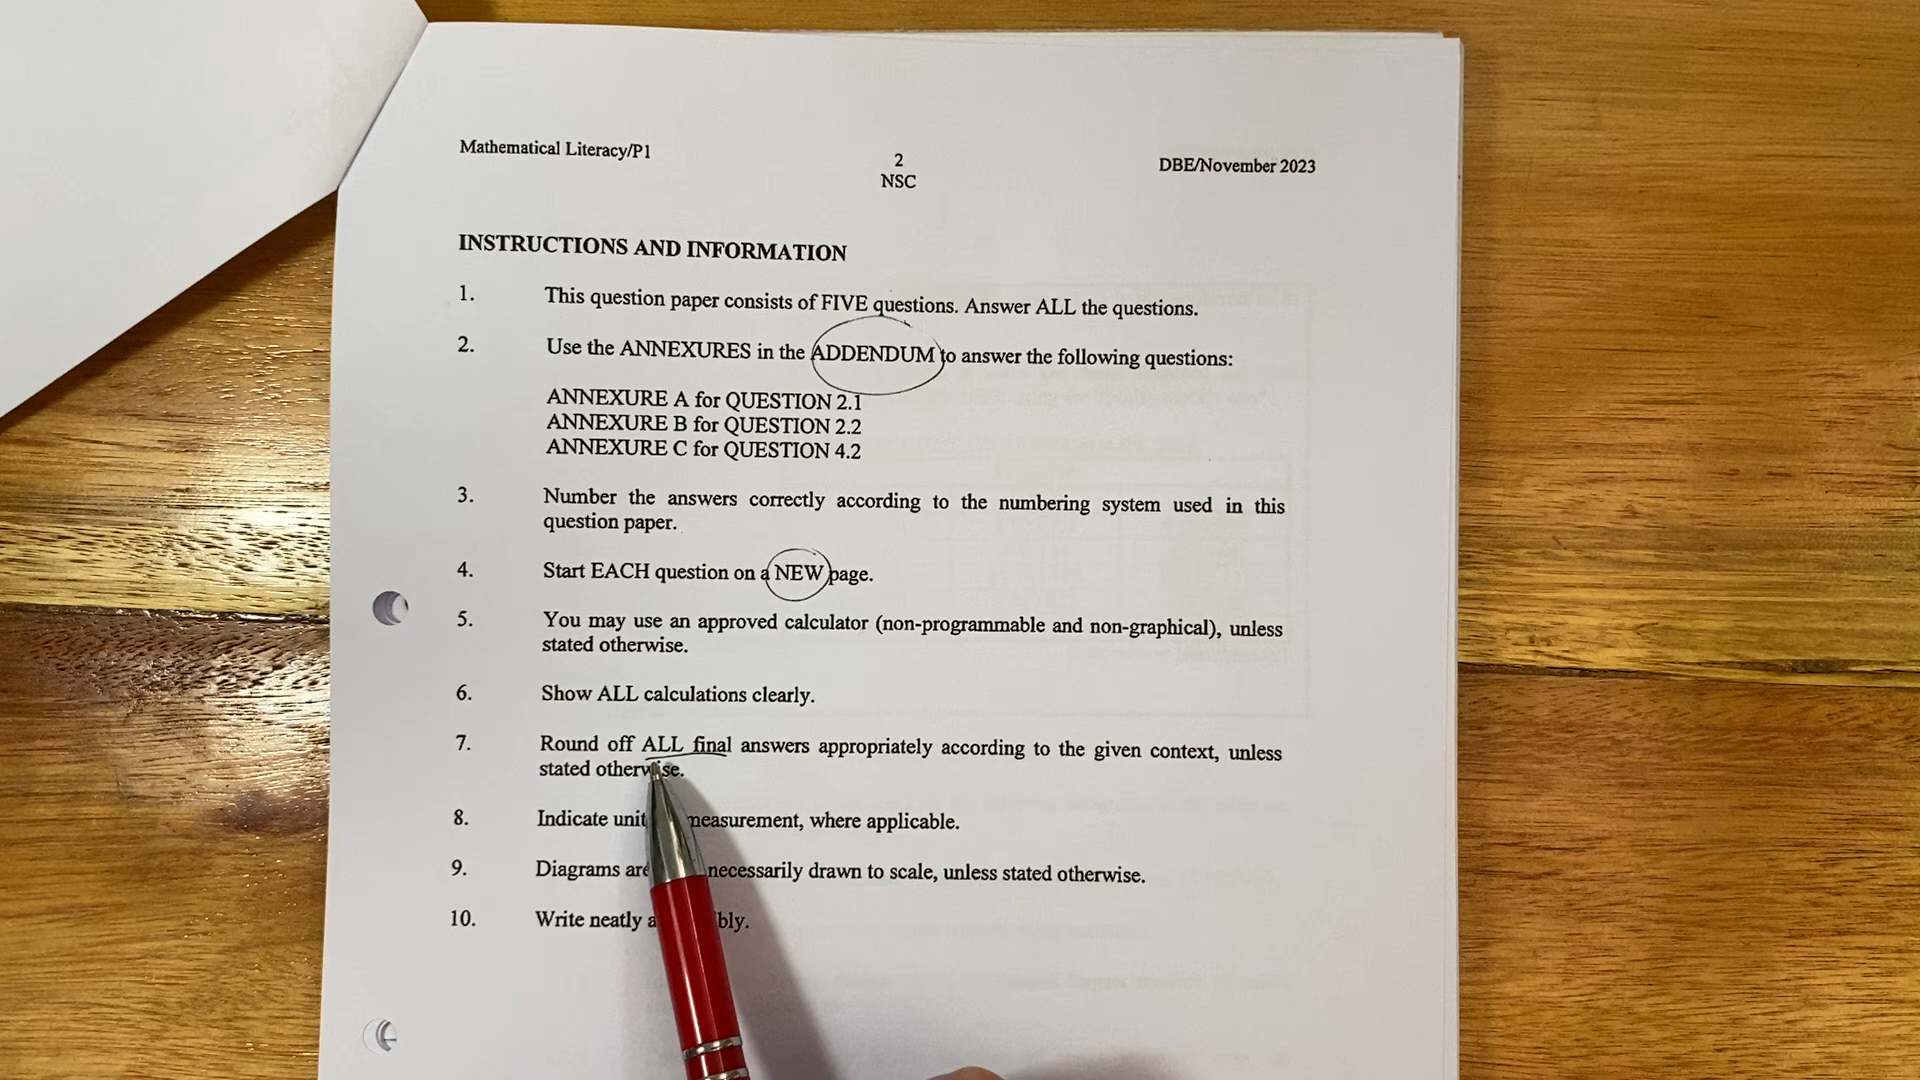 Mathematical Literacy/P1
2
NSC
DBE/November 2023
INSTRUCTIONS AND INFORMATION
1. This question paper consists of FIVE questions. Answer ALL the questions.
2. Use the ANNEXURES in the ADDENDUM to answer the following questions:
ANNEXURE A for QUESTION 2.1
ANNEXURE B for QUESTION 2.2
ANNEXURE C for QUESTION 4.2
3. Number the answers correctly according to the numbering system used in this
question paper.
4. Start EACH question on a NEW page.
5. You may use an approved calculator (non-programmable and non-graphical), unless
stated otherwise.
6. Show ALL calculations clearly.
7. Round off ALL final answers appropriately according to the given context, unless
stated otherwise.
8. Indicate measurement, where applicable.
9. Diagrams necessarily drawn to scale, unless stated otherwise.
10. Write neatly